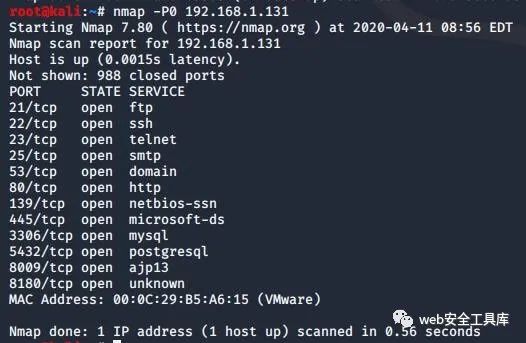 root@kali:~# nmap -P0 192.168.1.131
Starting Nmap 7.80 ( https://nmap.org ) at 2020-04-11 08:56 EDT
Nmap scan report for 192.168.1.131
Host is up (0.0015s latency).
Not shown: 988 closed ports
PORT     STATE SERVICE
21/tcp   open  ftp
22/tcp   open  ssh
23/tcp   open  telnet
25/tcp   open  smtp
53/tcp   open  domain
80/tcp   open  http
139/tcp  open  netbios-ssn
445/tcp  open  microsoft-ds
3306/tcp open  mysql
5432/tcp open  postgresql
8009/tcp open  ajp13
8180/tcp open  unknown
MAC Address: 00:0C:29:B5:A6:15 (VMware)
web安全工具库
Nmap done: 1 IP address (1 host up) scanned in 0.56 seconds